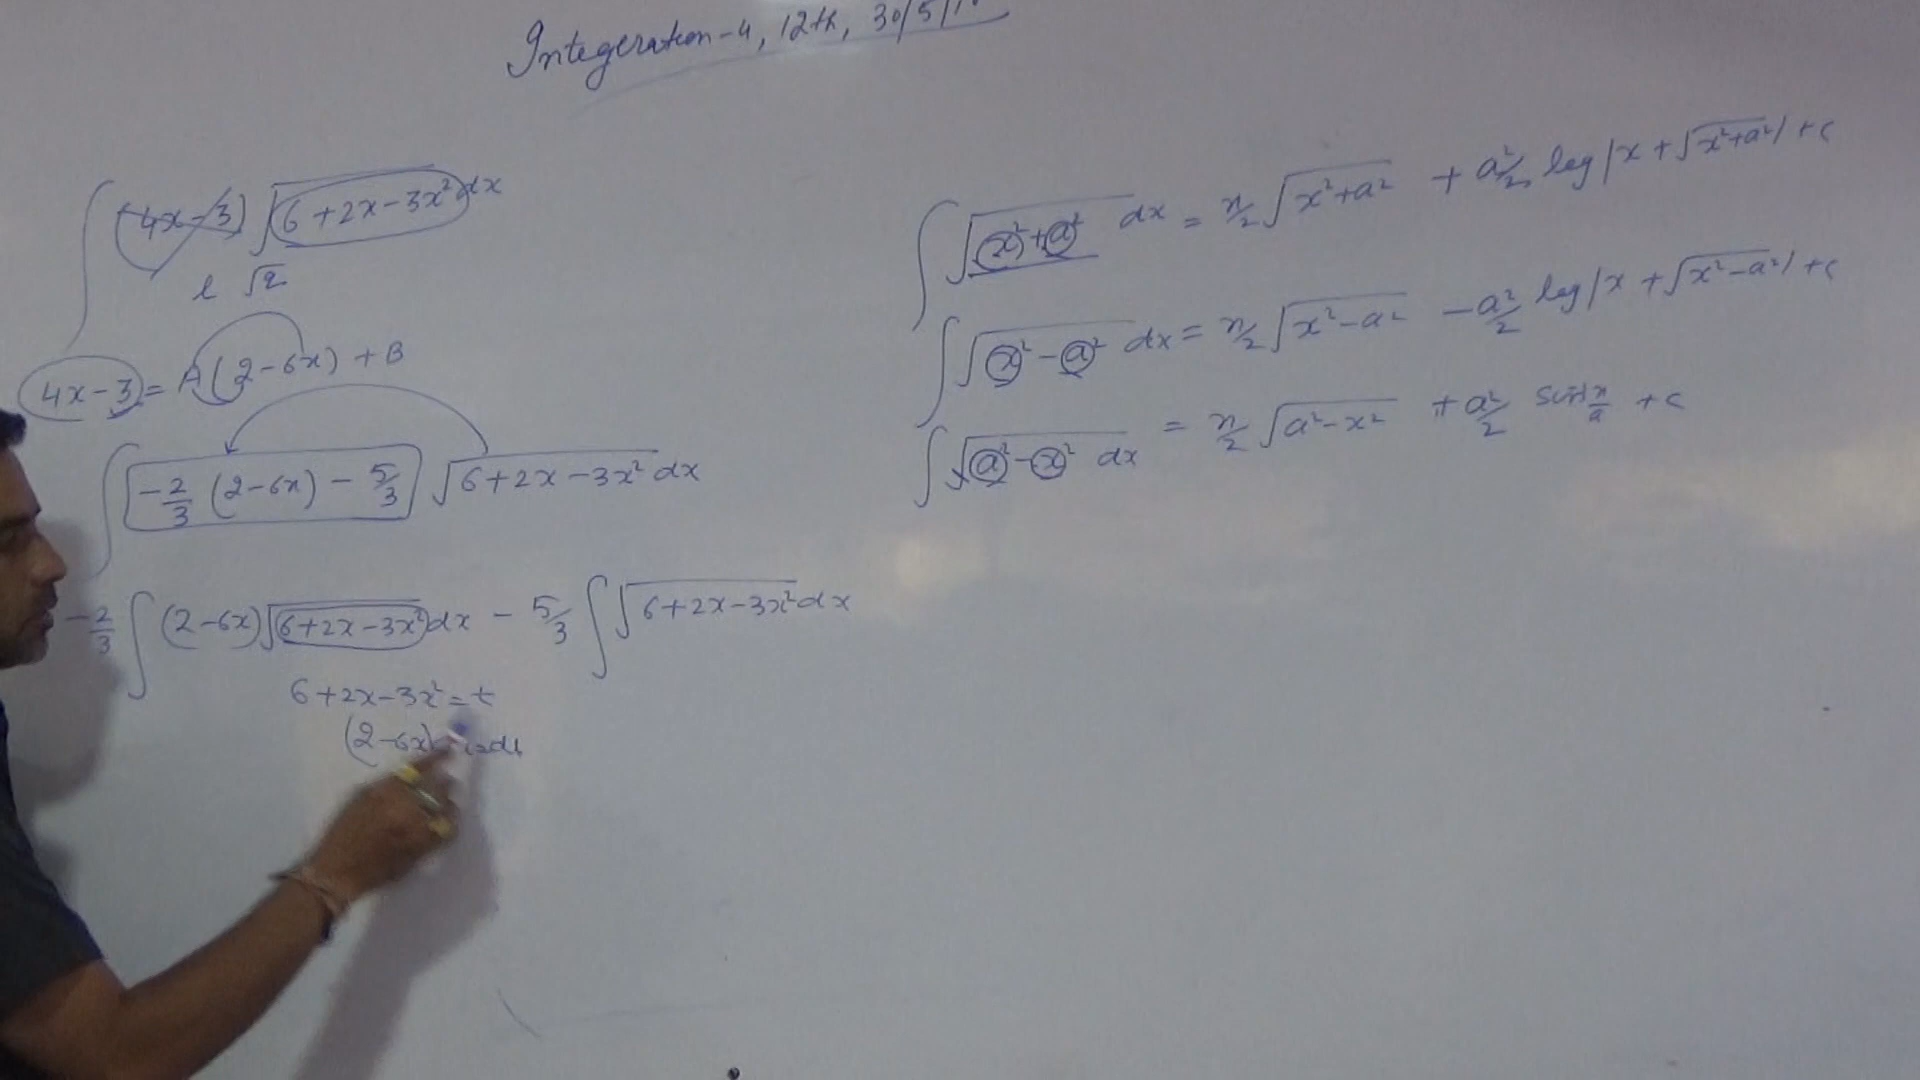 Integeration-4, 12th, 30/5/
∫ (4x-3) √6+2x-3x² dx
l √2
4x-3 = A(2-6x) + B
∫ [-2/3 (2-6x) - 5/3] √6+2x-3x² dx
-2/3 ∫ (2-6x) √6+2x-3x² dx - 5/3 ∫ √6+2x-3x² dx
6+2x-3x² = t
(2-6x)
∫ √x²+a² dx = x/2 √x²+a² + a²/2 log|x + √x²+a²| + c
∫ √x²-a² dx = x/2 √x²-a² - a²/2 log|x + √x²-a²| + c
∫ √a²-x² dx = x/2 √a²-x² + a²/2 sin⁻¹ x/a + c